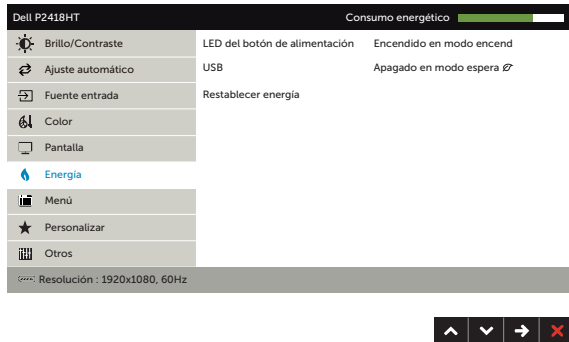 Dell P2418HT Consumo energético
Brillo/Contraste LED del botón de alimentación Encendido en modo encend
Ajuste automático USB Apagado en modo espera
Fuente entrada Restablecer energía
Color
Pantalla
Energía
Menú
Personalizar
Otros
Resolución : 1920x1080, 60Hz